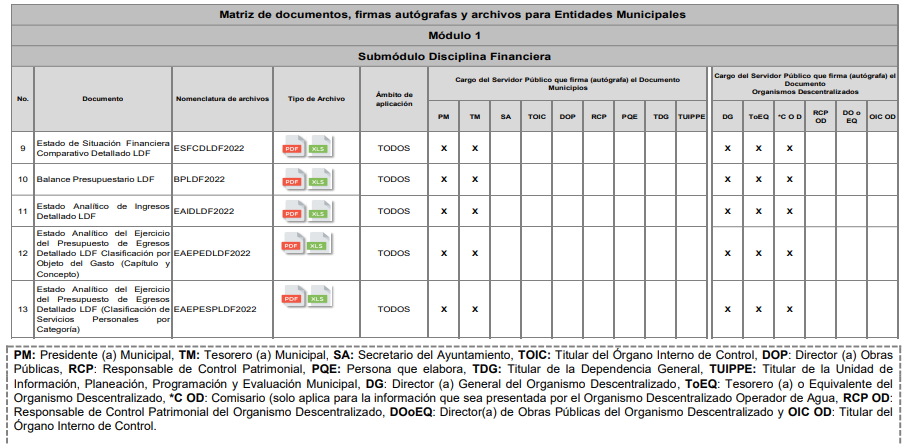 Matriz de documentos, firmas autógrafas y archivos para Entidades Municipales
Módulo 1
Submódulo Disciplina Financiera
No. Documento Nomenclatura de archivos Tipo de Archivo Ámbito de aplicación Cargo del Servidor Público que firma (autógrafa) el Documento Municipios Cargo del Servidor Público que firma (autógrafa) el Documento Organismos Descentralizados
PM TM SA TOIC DOP RCP PQE TDG TUIPPE DG ToEQ *C O D RCP OD DO o EQ OIC OD
9 Estado de Situación Financiera Comparativo Detallado LDF ESFCDLDF2022 PDF XLS TODOS X X X X X
10 Balance Presupuestario LDF BPLDF2022 PDF XLS TODOS X X X X X
11 Estado Analítico de Ingresos Detallado LDF EAIDLDF2022 PDF XLS TODOS X X X X X
12 Estado Analítico del Ejercicio del Presupuesto de Egresos Detallado LDF Clasificación por Objeto del Gasto (Capítulo y Concepto) EAEPEDLDF2022 PDF XLS TODOS X X X X X
13 Estado Analítico del Ejercicio del Presupuesto de Egresos Detallado LDF (Clasificación de Servicios Personales por Categoría) EAEPESPLDF2022 PDF XLS TODOS X X X X X
PM: Presidente (a) Municipal, TM: Tesorero (a) Municipal, SA: Secretario del Ayuntamiento, TOIC: Titular del Órgano Interno de Control, DOP: Director (a) Obras
Públicas, RCP: Responsable de Control Patrimonial, PQE: Persona que elabora, TDG: Titular de la Dependencia General, TUIPPE: Titular de la Unidad de
Información, Planeación, Programación y Evaluación Municipal, DG: Director (a) General del Organismo Descentralizado, ToEQ: Tesorero (a) o Equivalente del
Organismo Descentralizado, *C OD: Comisario (solo aplica para la información que sea presentada por el Organismo Descentralizado Operador de Agua, RCP OD:
Responsable de Control Patrimonial del Organismo Descentralizado, DOoEQ: Director(a) de Obras Públicas del Organismo Descentralizado y OIC OD: Titular del
Órgano Interno de Control.